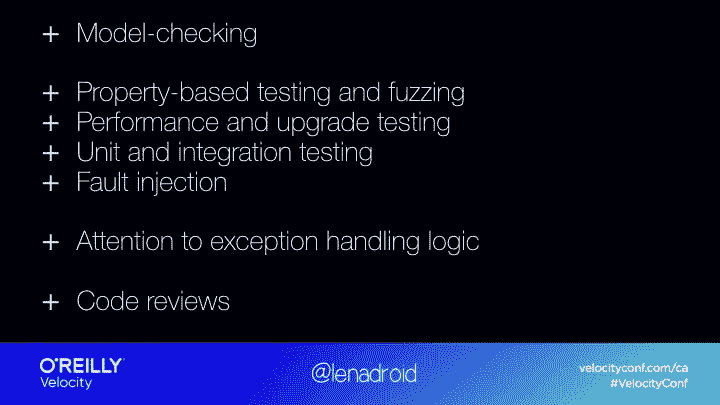 + Model-checking
+ Property-based testing and fuzzing
+ Performance and upgrade testing
+ Unit and integration testing
+ Fault injection
+ Attention to exception handling logic
+ Code reviews
O'REILLY
Velocity
@lenadroid
velocityconf.com/ca
#VelocityConf